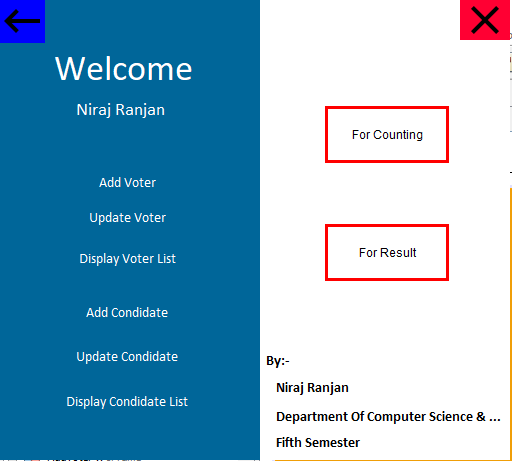 Welcome
Niraj Ranjan
Add Voter
Update Voter
Display Voter List
Add Condidate
Update Condidate
Display Condidate List
For Counting
For Result
By:-
Niraj Ranjan
Department Of Computer Science & ...
Fifth Semester